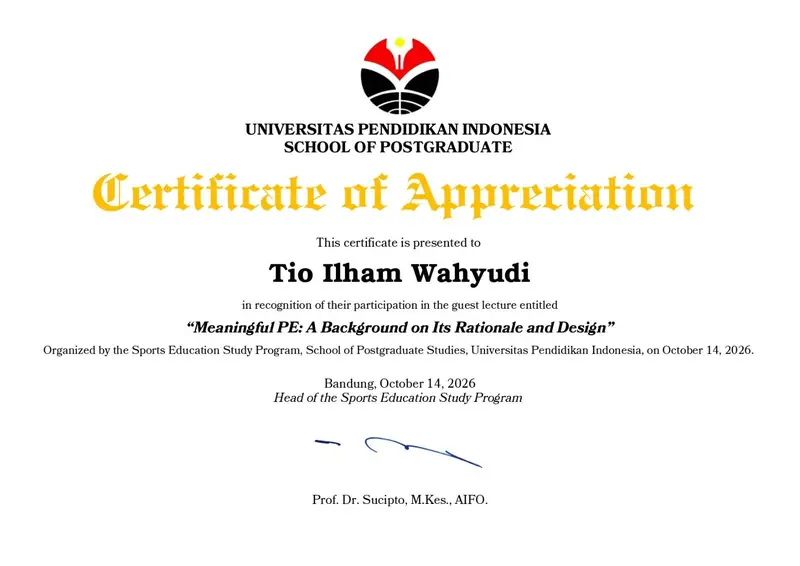 UNIVERSITAS PENDIDIKAN INDONESIA
SCHOOL OF POSTGRADUATE
Certificate of Appreciation
This certificate is presented to
Tio Ilham Wahyudi
in recognition of their participation in the guest lecture entitled
“Meaningful PE: A Background on Its Rationale and Design”
Organized by the Sports Education Study Program, School of Postgraduate Studies, Universitas Pendidikan Indonesia, on October 14, 2026.
Bandung, October 14, 2026
Head of the Sports Education Study Program
Prof. Dr. Sucipto, M.Kes., AIFO.